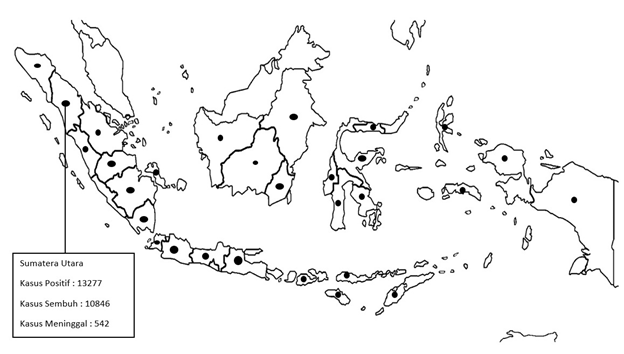 Sumatera Utara
Kasus Positif : 13277
Kasus Sembuh : 10846
Kasus Meninggal : 542